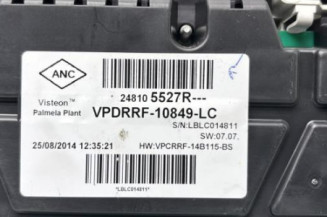 ANC
24810 5527R---
Visteon™
Palmela Plant
VPDRRF-10849-LC
S/N:LBLC014811
SW:07.07.
25/08/2014 12:35:21
HW:VPCRRF-14B115-BS
*LBLC014811*